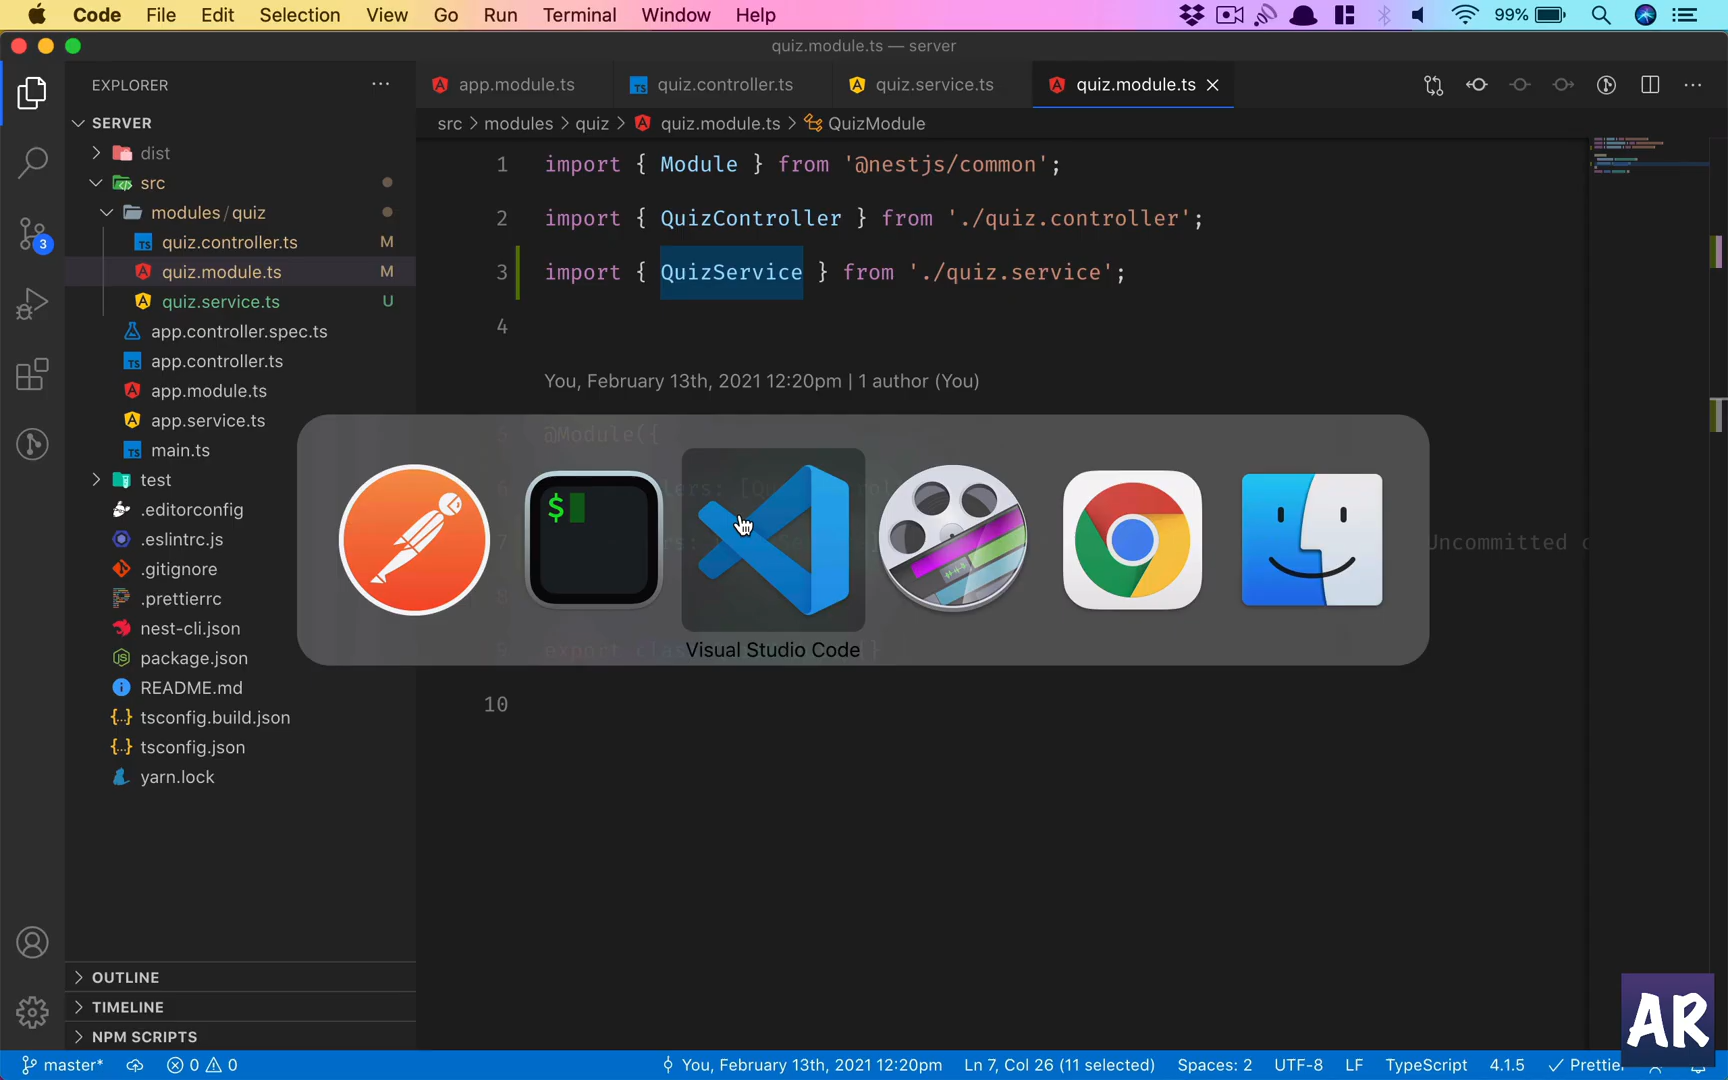 Code File Edit Selection View Go Run Terminal Window Help 99%
quiz.module.ts — server
EXPLORER
app.module.ts quiz.controller.ts quiz.service.ts quiz.module.ts
SERVER
src > modules > quiz > quiz.module.ts > QuizModule
dist
src
modules / quiz
quiz.controller.ts M
quiz.module.ts M
quiz.service.ts U
app.controller.spec.ts
app.controller.ts
app.module.ts
app.service.ts
main.ts
test
.editorconfig
.eslintrc.js
.gitignore
.prettierrc
nest-cli.json
package.json
README.md
tsconfig.build.json
tsconfig.json
yarn.lock
3
1 import { Module } from '@nestjs/common';
2 import { QuizController } from './quiz.controller';
3 import { QuizService } from './quiz.service';
4
You, February 13th, 2021 12:20pm | 1 author (You)
@Module({
Uncommitted
9 export
10
$
Visual Studio Code
OUTLINE
TIMELINE
NPM SCRIPTS
AR
master* 0 0 You, February 13th, 2021 12:20pm Ln 7, Col 26 (11 selected) Spaces: 2 UTF-8 LF TypeScript 4.1.5